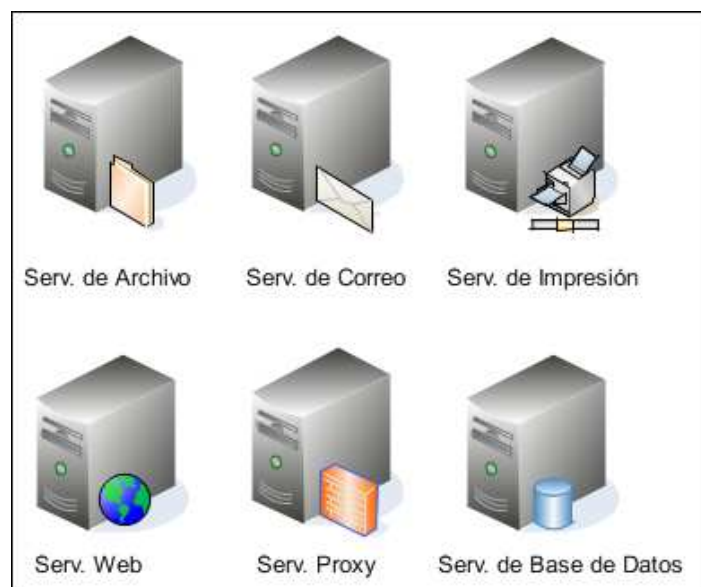 Serv. de Archivo
Serv. de Correo
Serv. de Impresión
Serv. Web
Serv. Proxy
Serv. de Base de Datos